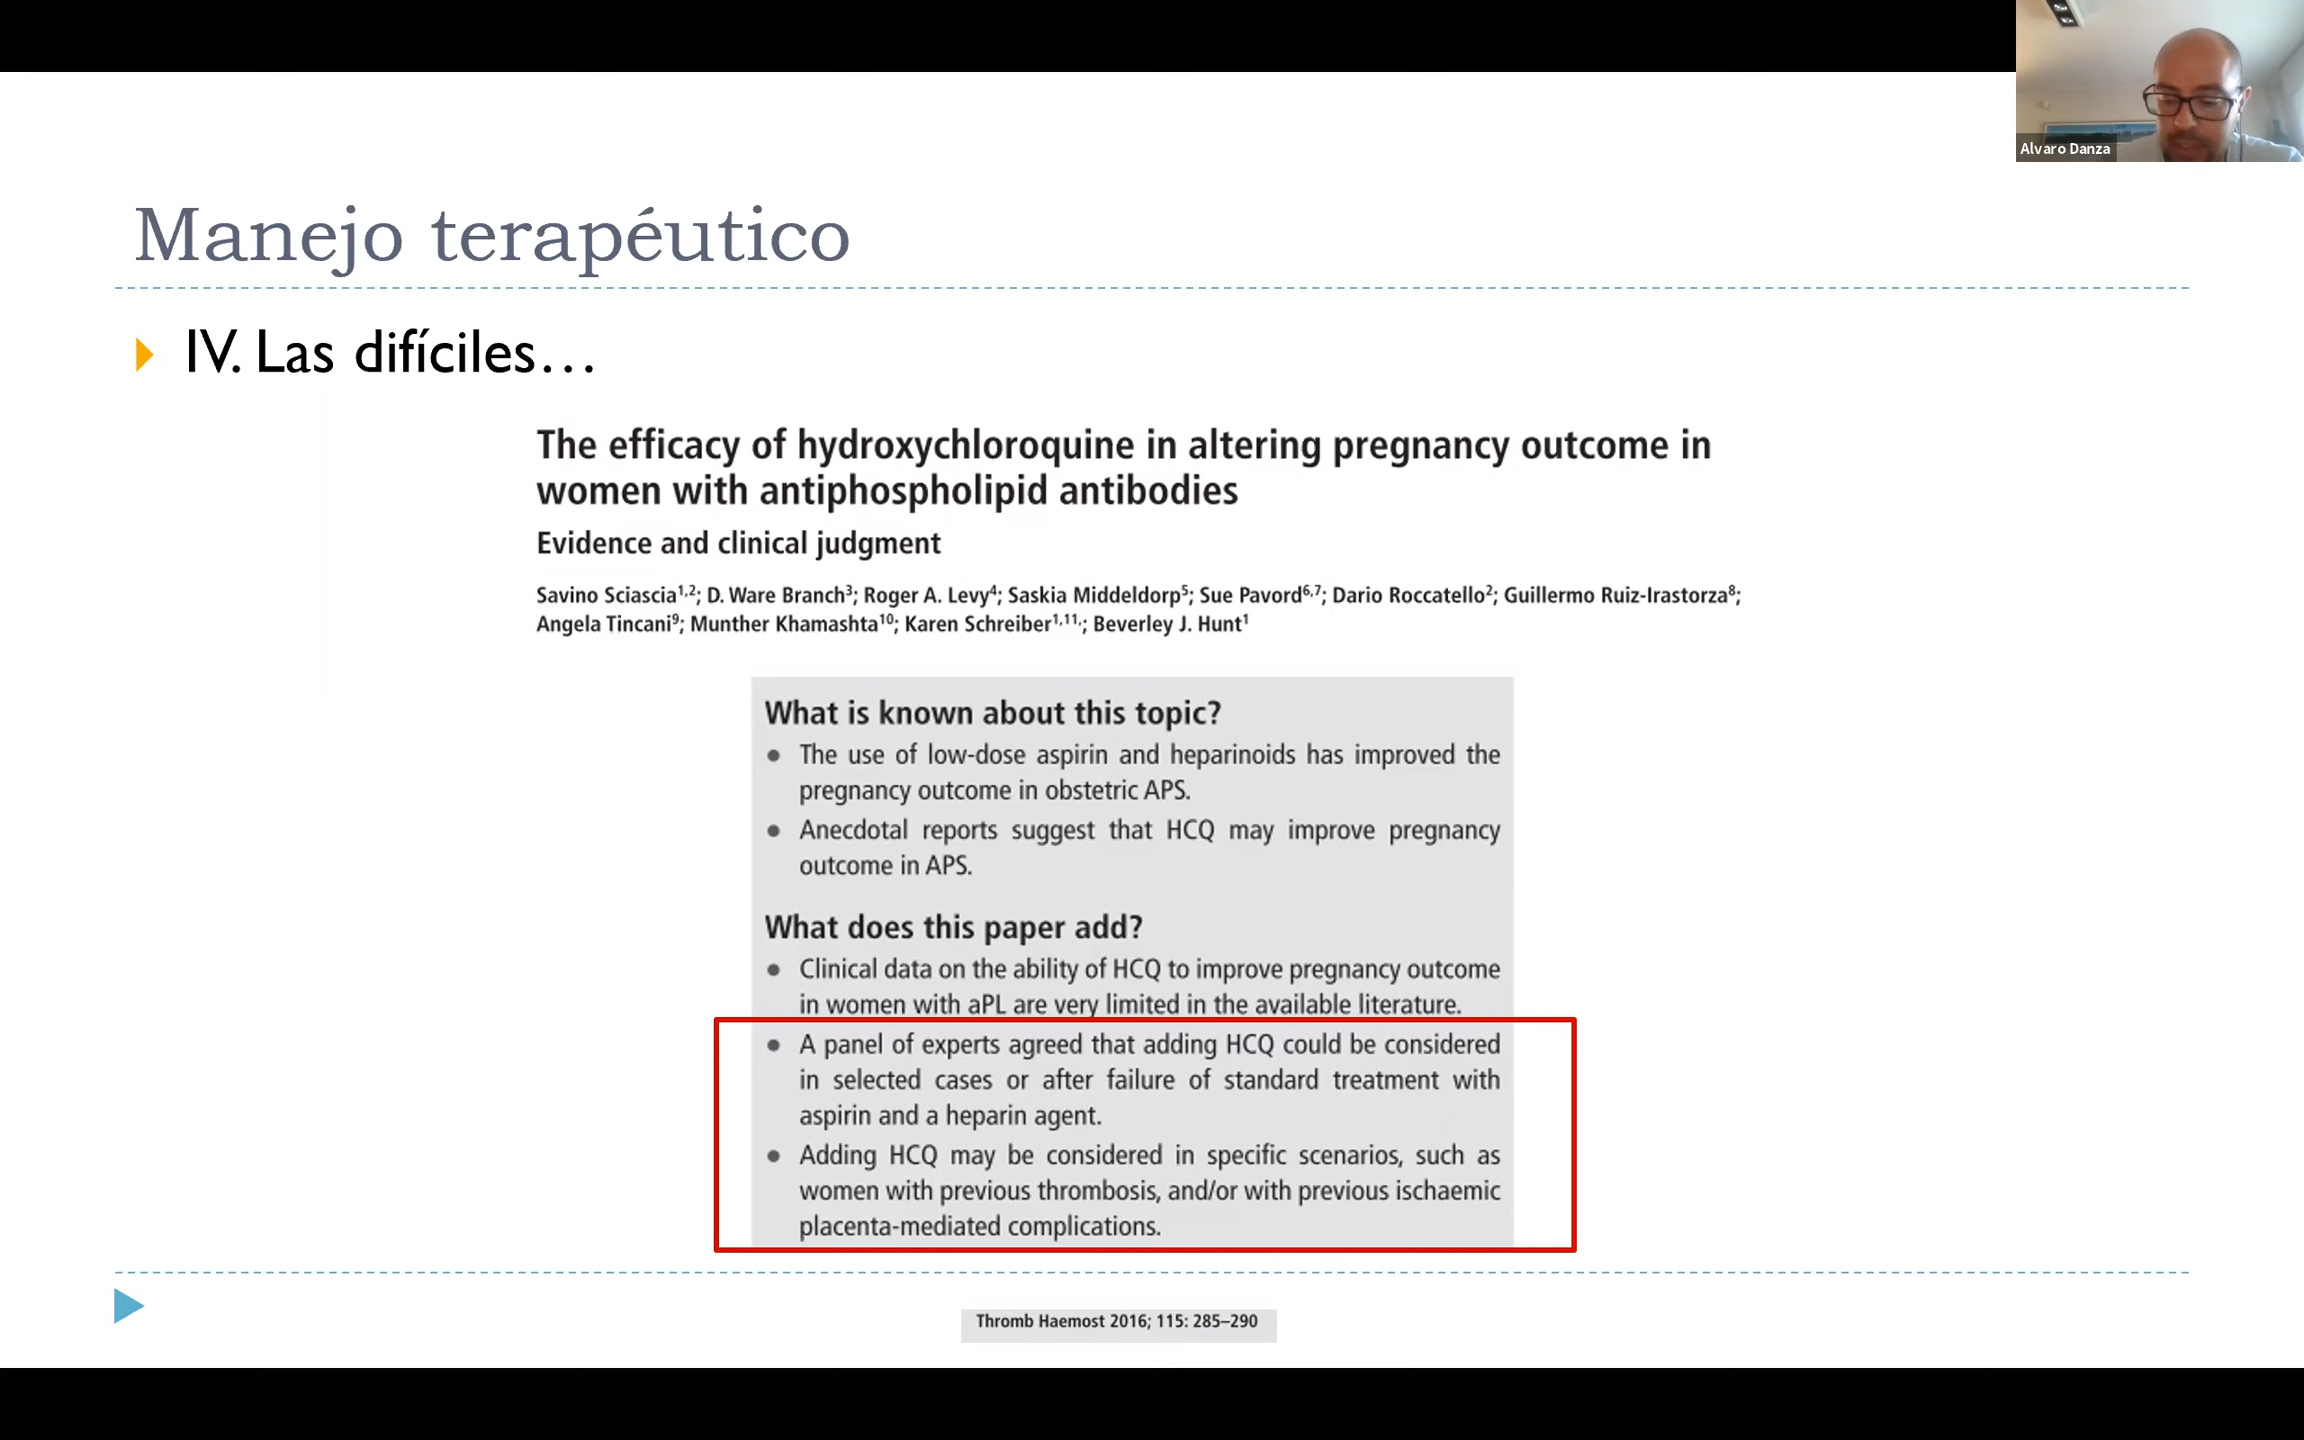 Alvaro Danza
Manejo terapéutico
IV. Las difíciles...
The efficacy of hydroxychloroquine in altering pregnancy outcome in
women with antiphospholipid antibodies
Evidence and clinical judgment
Savino Sciascia1,2; D. Ware Branch3; Roger A. Levy4; Saskia Middeldorp5; Sue Pavord6,7; Dario Roccatello2; Guillermo Ruiz-Irastorza8;
Angela Tincani9; Munther Khamashta10; Karen Schreiber1,11,; Beverley J. Hunt1
What is known about this topic?
● The use of low-dose aspirin and heparinoids has improved the
pregnancy outcome in obstetric APS.
● Anecdotal reports suggest that HCQ may improve pregnancy
outcome in APS.
What does this paper add?
● Clinical data on the ability of HCQ to improve pregnancy outcome
in women with aPL are very limited in the available literature.
● A panel of experts agreed that adding HCQ could be considered
in selected cases or after failure of standard treatment with
aspirin and a heparin agent.
● Adding HCQ may be considered in specific scenarios, such as
women with previous thrombosis, and/or with previous ischaemic
placenta-mediated complications.
Thromb Haemost 2016; 115: 285–290